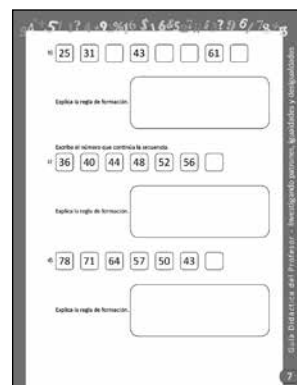 b) 25 31 43 61
Explica la regla de formación.
Escribe el número que continúa la secuencia.
c) 36 40 44 48 52 56
Explica la regla de formación.
d) 78 71 64 57 50 43
Explica la regla de formación.
Guía Didáctica del Profesor - Investigando patrones, igualdades y desigualdades
7